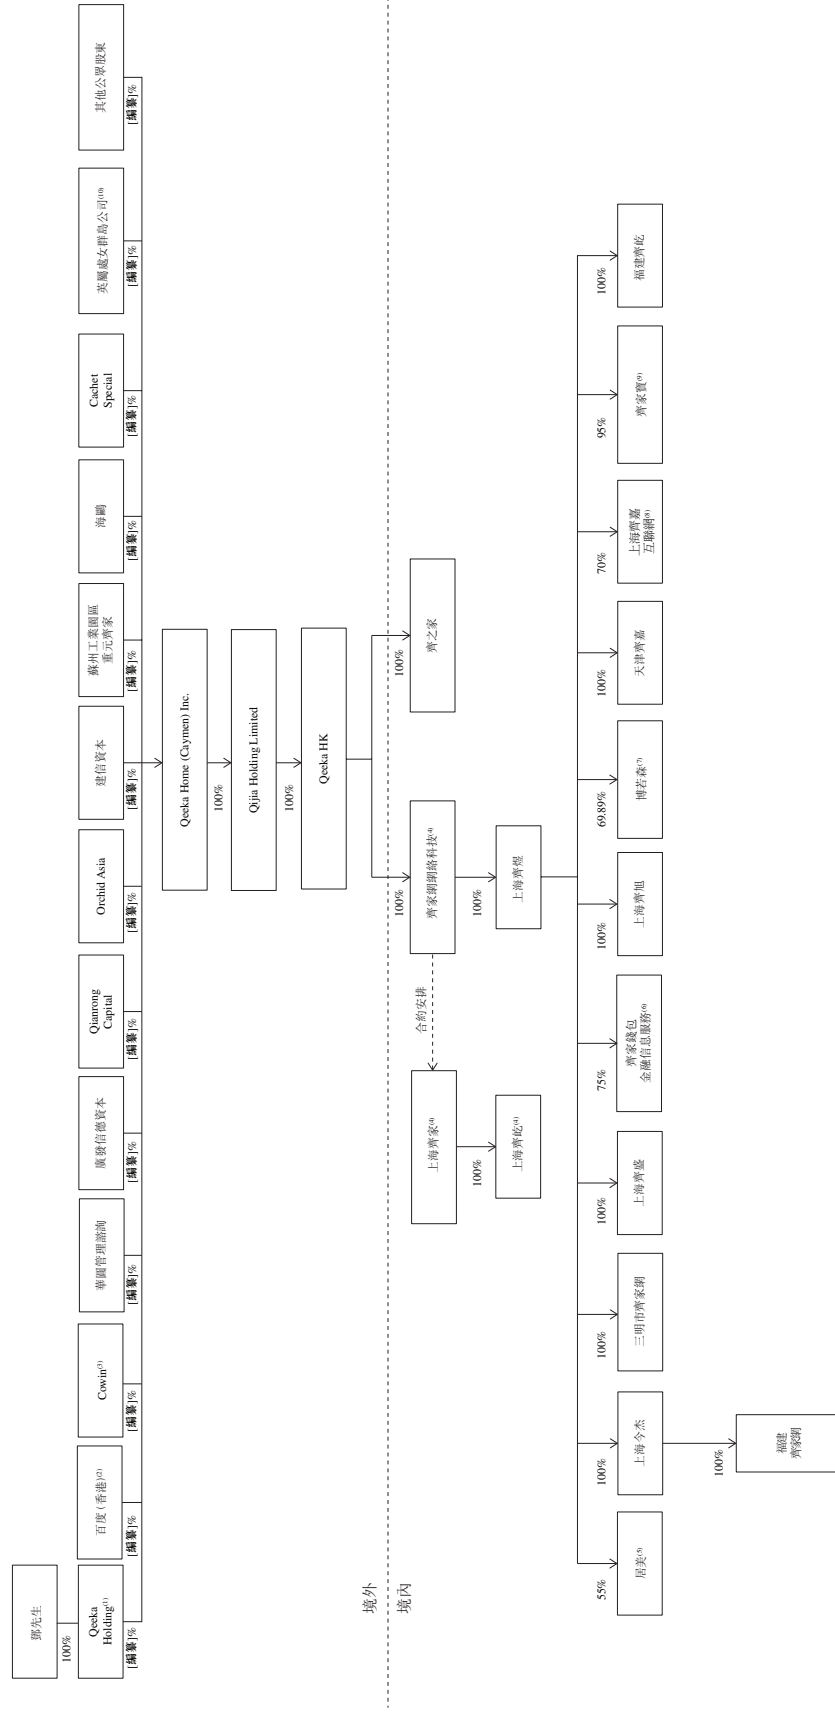 鄧先生
100%
Qeeka
Holding⁽¹⁾
[編纂]%
百度 (香港)⁽²⁾
[編纂]%
Cowin⁽³⁾
[編纂]%
華圓管理諮詢
[編纂]%
廣發信德資本
[編纂]%
Qianrong
Capital
[編纂]%
Orchid Asia
[編纂]%
建信資本
[編纂]%
蘇州工業園區
重元齊家
[編纂]%
海鷗
[編纂]%
Cachet
Special
[編纂]%
英屬處女群島公司⁽¹⁰⁾
[編纂]%
其他公眾股東
[編纂]%
Qeeka Home (Caymen) Inc.
100%
Qijia Holding Limited
100%
Qeeka HK
境外
境內
100%
100%
齊家網網絡科技⁽⁴⁾
齊之家
合約安排
上海齊家⁽⁴⁾
100%
上海齊屹⁽⁴⁾
100%
上海齊煜
55%
居美⁽⁵⁾
100%
上海今杰
100%
三明市齊家網
100%
上海齊盛
75%
齊家錢包
金融信息服務⁽⁶⁾
100%
上海齊旭
69.89%
博若森⁽⁷⁾
100%
天津齊嘉
70%
上海齊嘉
互聯網⁽⁸⁾
95%
齊家寶⁽⁹⁾
100%
福建齊屹
100%
福建
齊家網